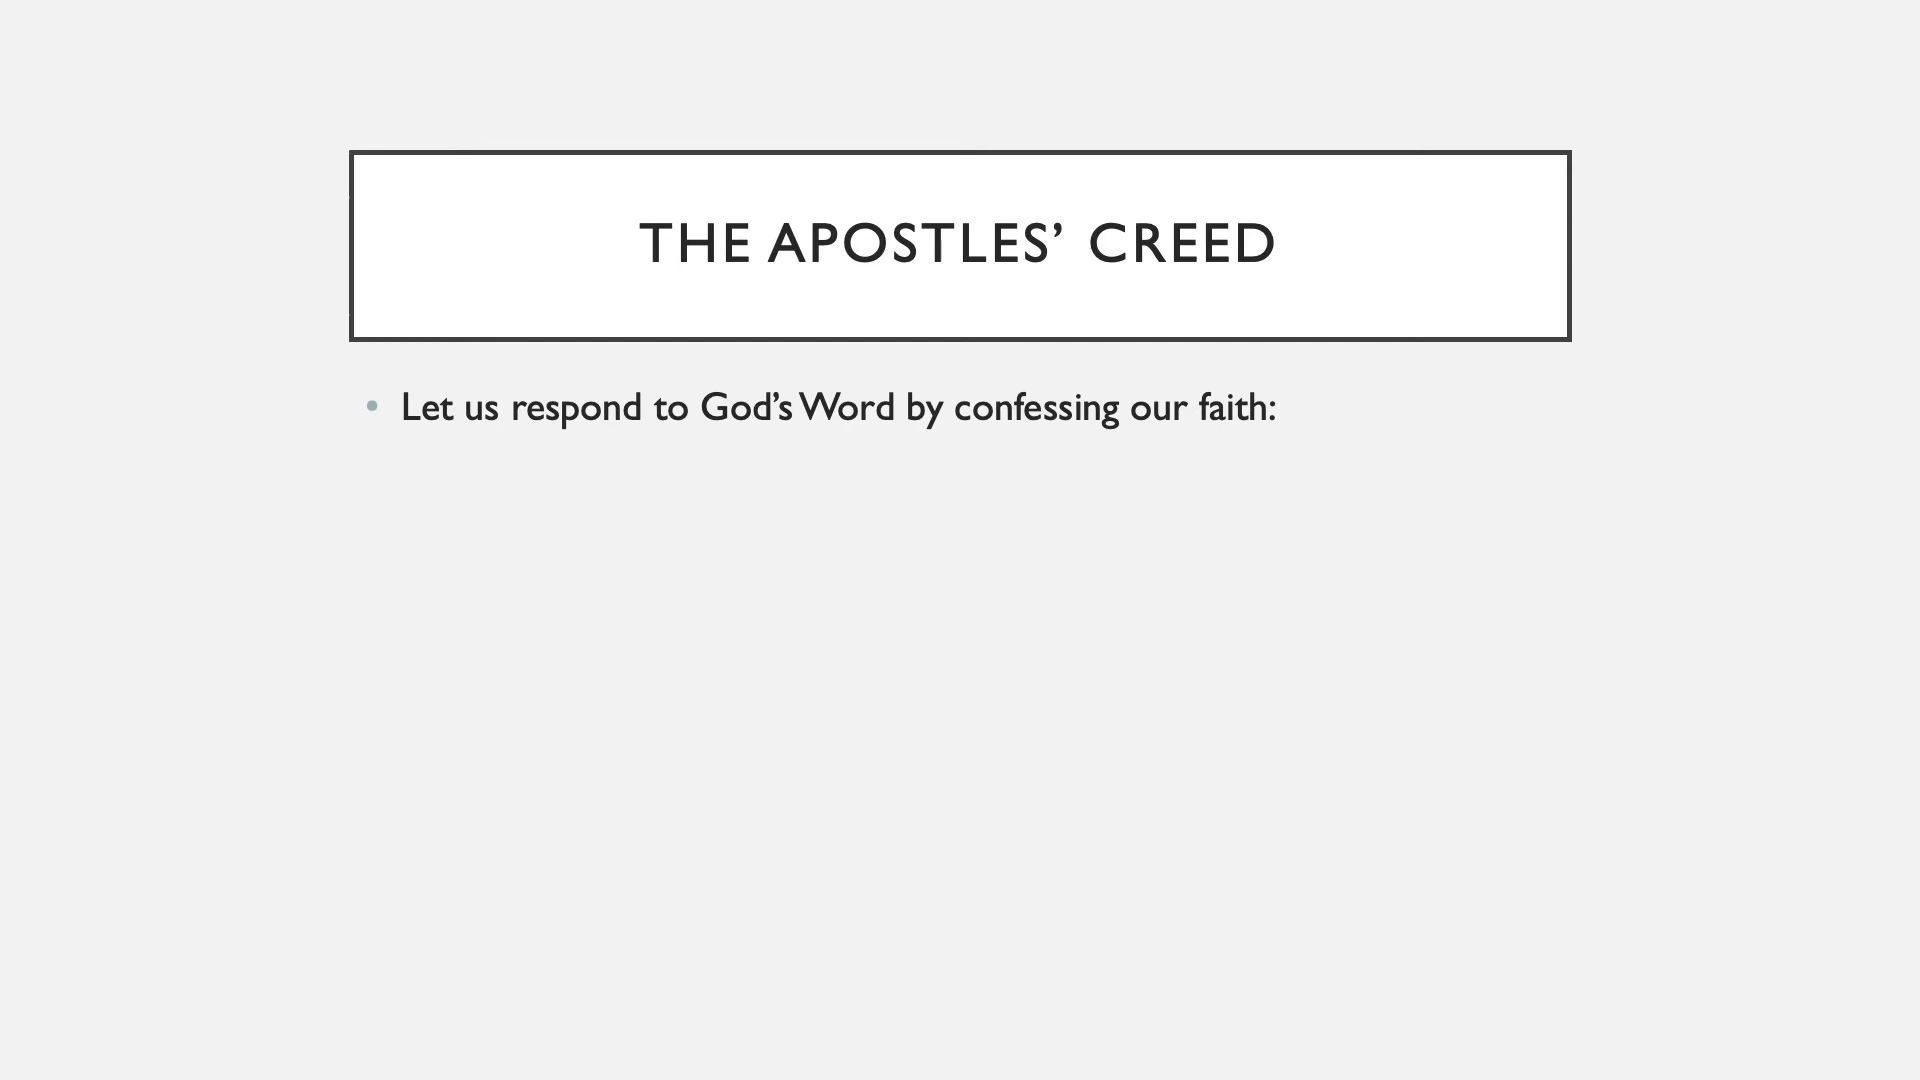 THE APOSTLES’ CREED
• Let us respond to God’s Word by confessing our faith: